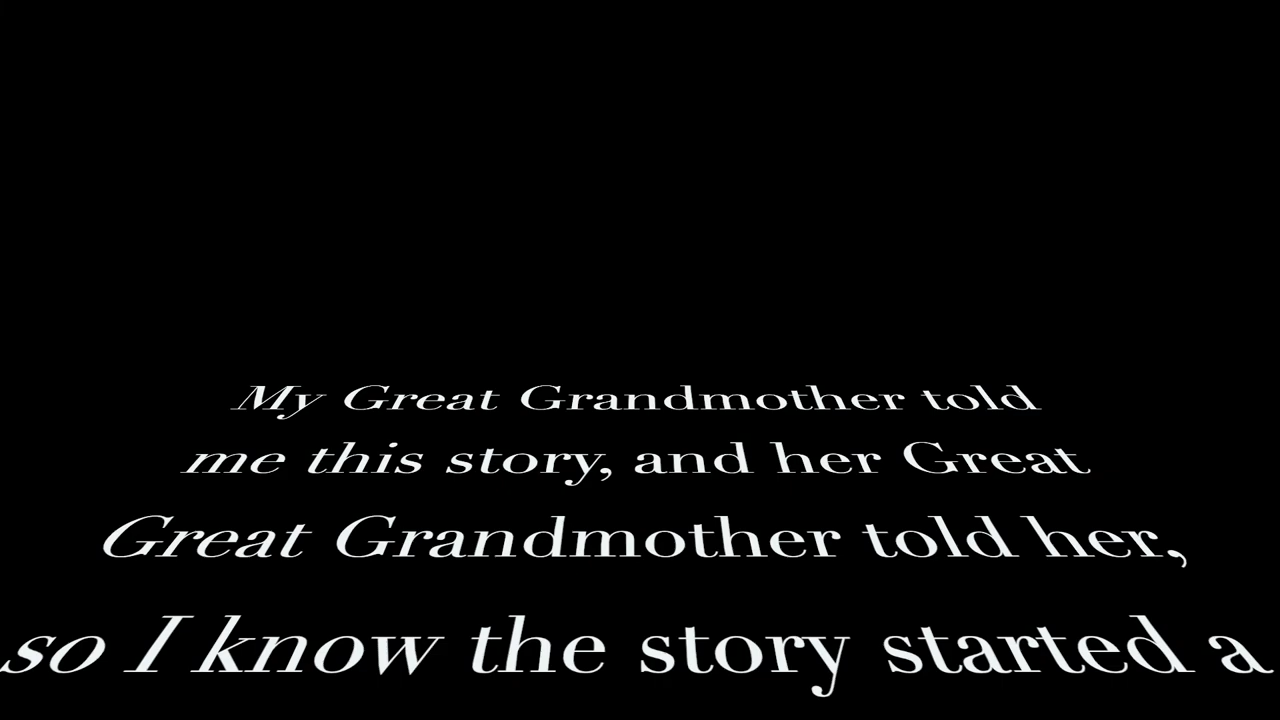 My Great Grandmother told
me this story, and her Great
Great Grandmother told her,
so I know the story started a